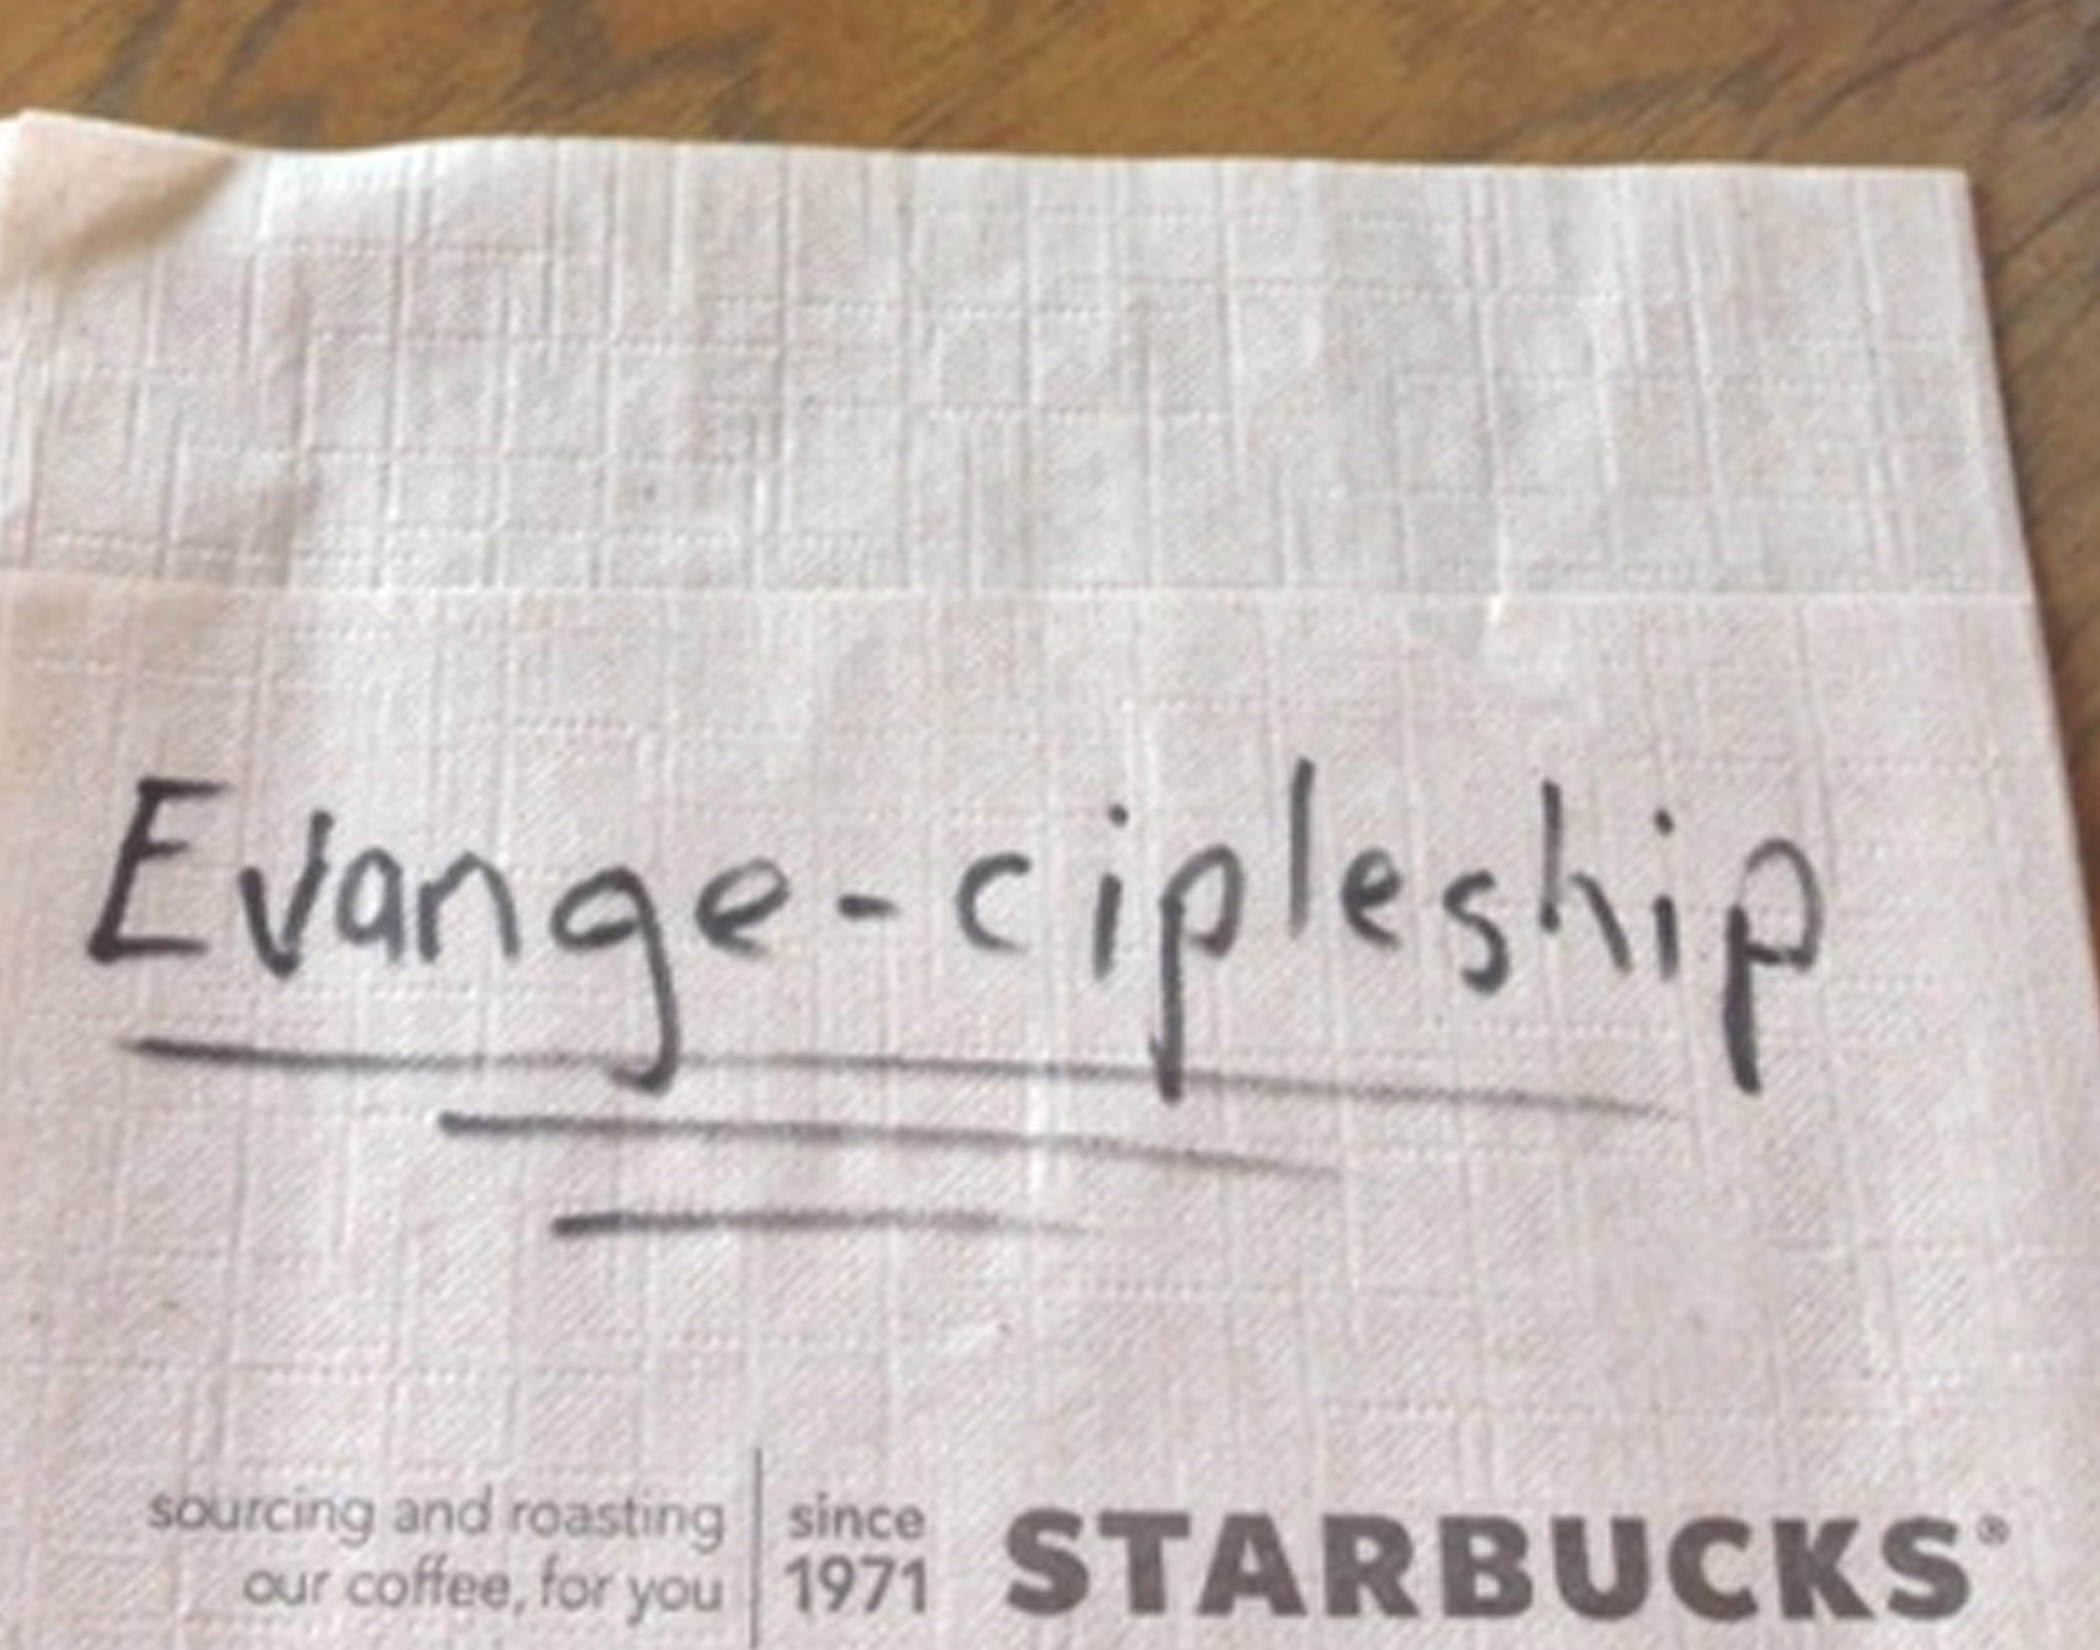 Evange-cipleship
sourcing and roasting
our coffee, for you
since
1971
STARBUCKS®